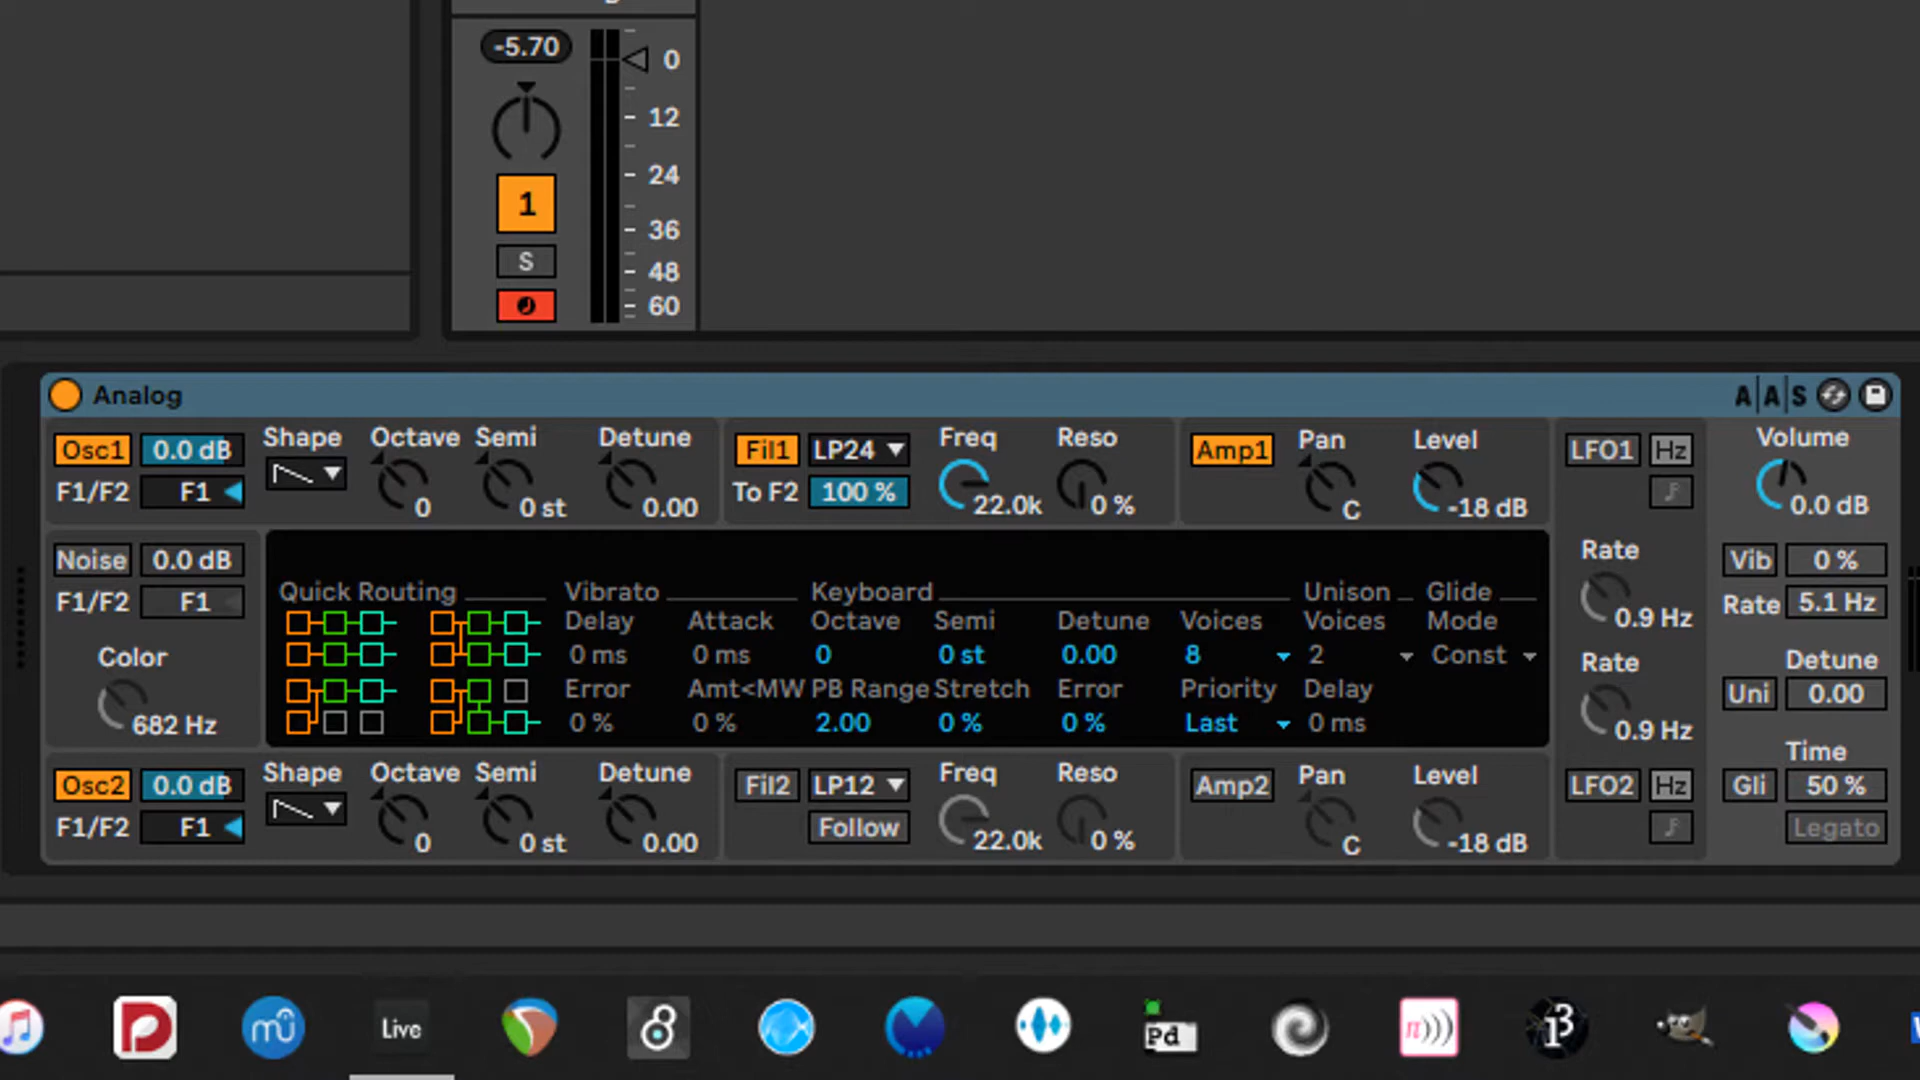 -5.70
0
12
24
1
36
S
48
60
Analog
A|A|S
Osc1 0.0 dB Shape Octave Semi Detune
F1/F2 F1 0 0 st 0.00
Fil1 LP24 Freq Reso
To F2 100 % 22.0k 0 %
Amp1 Pan Level
C -18 dB
LFO1 Hz
Volume
0.0 dB
Noise 0.0 dB
F1/F2 F1
Color
682 Hz
Quick Routing Vibrato Keyboard Unison Glide
Delay Attack Octave Semi Detune Voices Voices Mode
0 ms 0 ms 0 0 st 0.00 8 2 Const
Error Amt<MW PB Range Stretch Error Priority Delay
0 % 0 % 2.00 0 % 0 % Last 0 ms
Rate
0.9 Hz
Rate
0.9 Hz
Vib 0 %
Rate 5.1 Hz
Detune
Uni 0.00
Time
Gli 50 %
Legato
Osc2 0.0 dB Shape Octave Semi Detune
F1/F2 F1 0 0 st 0.00
Fil2 LP12 Freq Reso
Follow 22.0k 0 %
Amp2 Pan Level
C -18 dB
LFO2 Hz
mü Live 8 Pd n))) i3